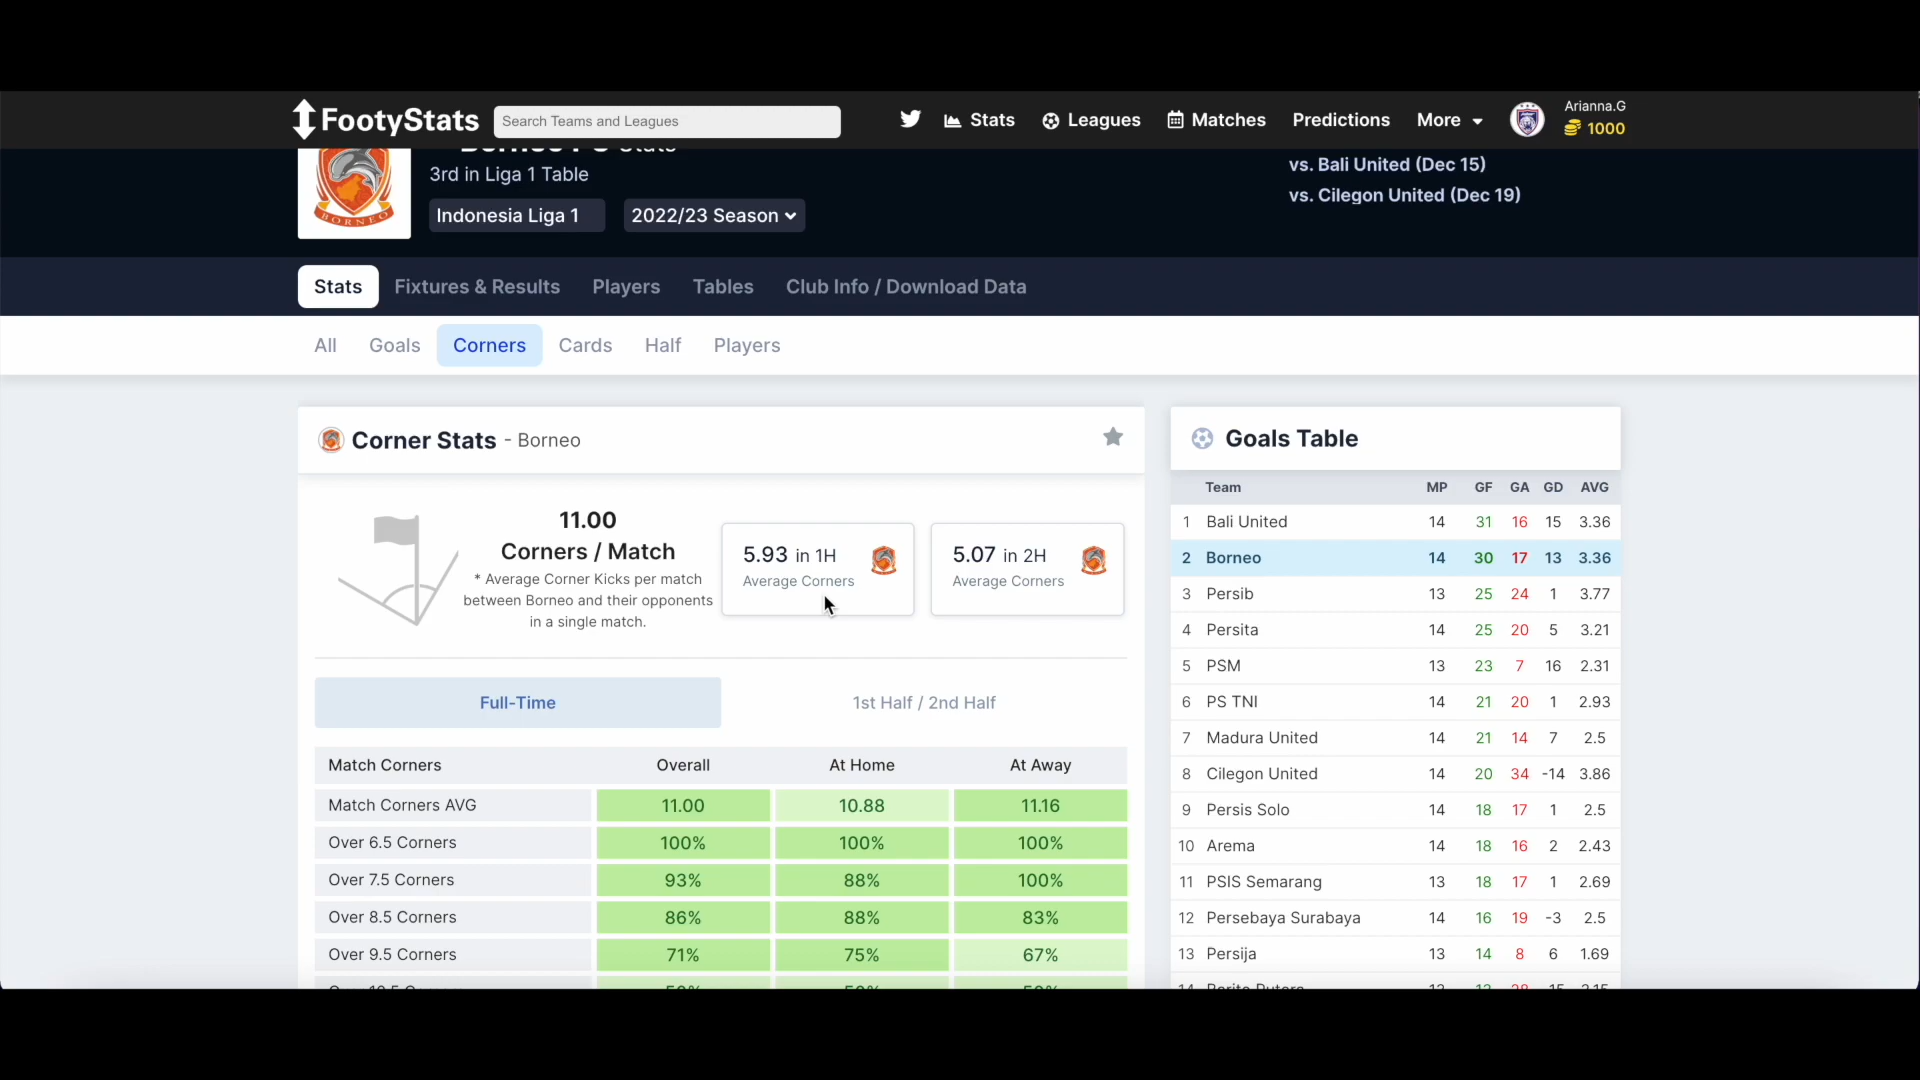 FootyStats
Search Teams and Leagues
Stats
Leagues
Matches
Predictions
More
Arianna.G
1000
Borneo FC Stats
3rd in Liga 1 Table
Indonesia Liga 1
2022/23 Season
vs. Bali United (Dec 15)
vs. Cilegon United (Dec 19)
BORNEO
Stats
Fixtures & Results
Players
Tables
Club Info / Download Data
All
Goals
Corners
Cards
Half
Players
Corner Stats - Borneo
11.00
Corners / Match
* Average Corner Kicks per match
between Borneo and their opponents
in a single match.
5.93 in 1H
Average Corners
5.07 in 2H
Average Corners
Full-Time
1st Half / 2nd Half
Match Corners Overall At Home At Away
Match Corners AVG 11.00 10.88 11.16
Over 6.5 Corners 100% 100% 100%
Over 7.5 Corners 93% 88% 100%
Over 8.5 Corners 86% 88% 83%
Over 9.5 Corners 71% 75% 67%
Goals Table
Team MP GF GA GD AVG
1 Bali United 14 31 16 15 3.36
2 Borneo 14 30 17 13 3.36
3 Persib 13 25 24 1 3.77
4 Persita 14 25 20 5 3.21
5 PSM 13 23 7 16 2.31
6 PS TNI 14 21 20 1 2.93
7 Madura United 14 21 14 7 2.5
8 Cilegon United 14 20 34 -14 3.86
9 Persis Solo 14 18 17 1 2.5
10 Arema 14 18 16 2 2.43
11 PSIS Semarang 13 18 17 1 2.69
12 Persebaya Surabaya 14 16 19 -3 2.5
13 Persija 13 14 8 6 1.69